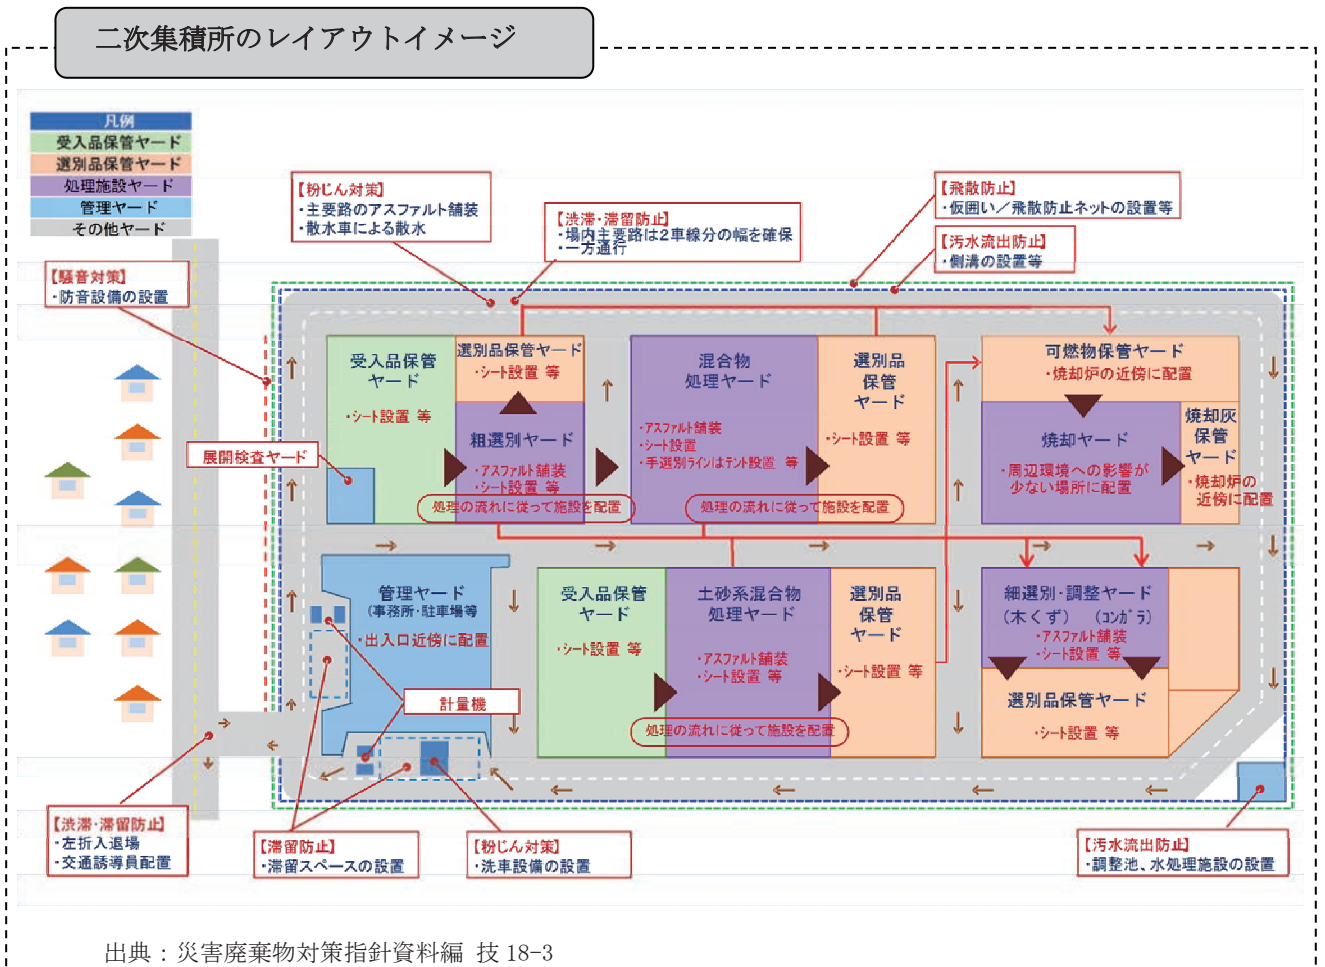 二次集積所のレイアウトイメージ
凡例
受入品保管ヤード
選別品保管ヤード
処理施設ヤード
管理ヤード
その他ヤード
【粉じん対策】
・主要路のアスファルト舗装
・散水車による散水
【渋滞・滞留防止】
・場内主要路は2車線分の幅を確保
・一方通行
【飛散防止】
・仮囲い／飛散防止ネットの設置等
【汚水流出防止】
・側溝の設置等
【騒音対策】
・防音設備の設置
受入品保管
ヤード
・シート設置 等
展開検査ヤード
選別品保管ヤード
・シート設置 等
粗選別ヤード
・アスファルト舗装
・シート設置 等
処理の流れに従って施設を配置
混合物
処理ヤード
・アスファルト舗装
・シート設置
・手選別ラインはテント設置 等
選別品
保管
ヤード
・シート設置 等
処理の流れに従って施設を配置
可燃物保管ヤード
・焼却炉の近傍に配置
焼却ヤード
・周辺環境への影響が
少ない場所に配置
焼却灰
保管
ヤード
・焼却炉の
近傍に配置
管理ヤード
（事務所・駐車場等
・出入口近傍に配置
計量機
受入品保管
ヤード
・シート設置 等
土砂系混合物
処理ヤード
・アスファルト舗装
・シート設置 等
選別品
保管
ヤード
・シート設置 等
処理の流れに従って施設を配置
細選別・調整ヤード
（木くず） （コンガラ）
・アスファルト舗装
・シート設置 等
選別品保管ヤード
・シート設置 等
【渋滞・滞留防止】
・左折入退場
・交通誘導員配置
【滞留防止】
・滞留スペースの設置
【粉じん対策】
・洗車設備の設置
【汚水流出防止】
・調整池、水処理施設の設置
出典：災害廃棄物対策指針資料編 技 18-3